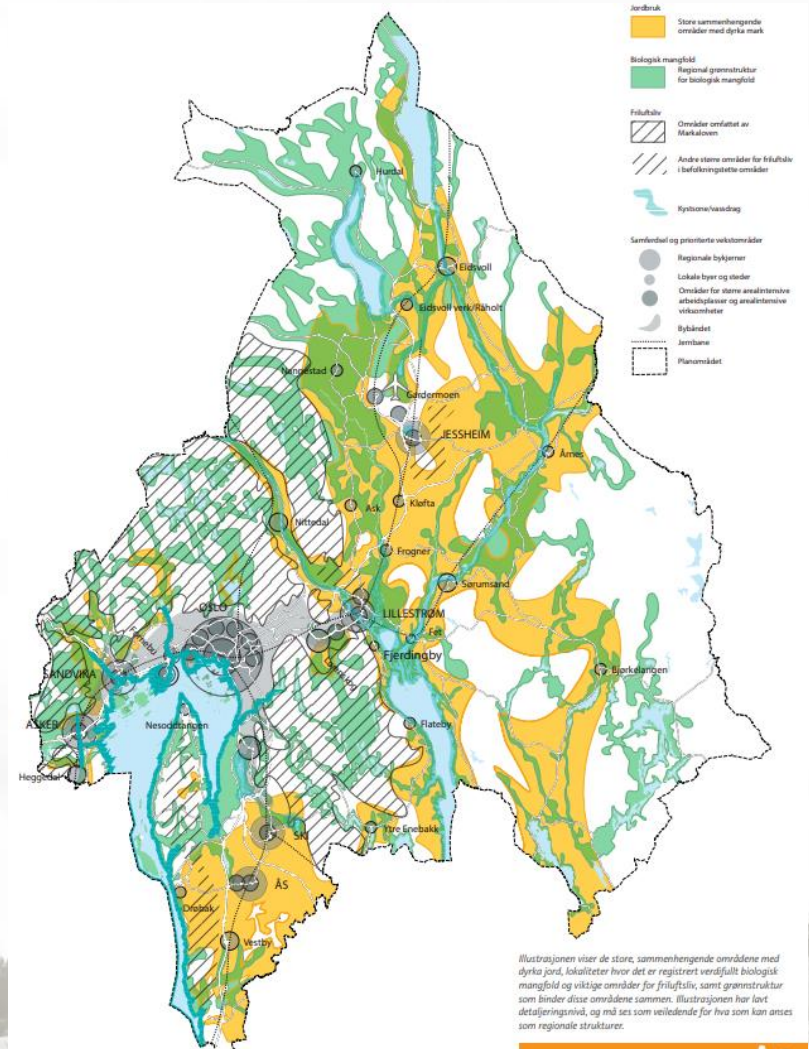 Jordbruk
Store sammenhengende
områder med dyrka mark
Biologisk mangfold
Regional grønnstruktur
for biologisk mangfold
Friluftsliv
Områder omfattet av
Markaloven
Andre større områder for friluftsliv
i befolkningstette områder
Kystsone/vassdrag
Samferdsel og prioriterte vekstområder
Regionale bykjerner
Lokale byer og steder
Områder for større arealintensive
arbeidsplasser og arealintensive
virksomheter
Bybåndet
Jernbane
Planområdet
Hurdal
Eidsvoll
Eidsvoll verk/Råholt
Nannestad
Gardermoen
JESSHEIM
Årnes
Ask
Kløfta
Nittedal
Frogner
Sørumsand
OSLO
LILLESTRØM
Fet
Fornebu
Fjerdingby
Lørenskog
SANDVIKA
Bjørkelangen
ASKER
Nesoddtangen
Flateby
Heggedal
SKI
Ytre Enebakk
ÅS
Drøbak
Vestby
Illustrasjonen viser de store, sammenhengende områdene med
dyrka jord, lokaliteter hvor det er registrert verdifullt biologisk
mangfold og viktige områder for friluftsliv, samt grønnstruktur
som binder disse områdene sammen. Illustrasjonen har lavt
detaljeringsnivå, og må ses som veiledende for hva som kan anses
som regionale strukturer.